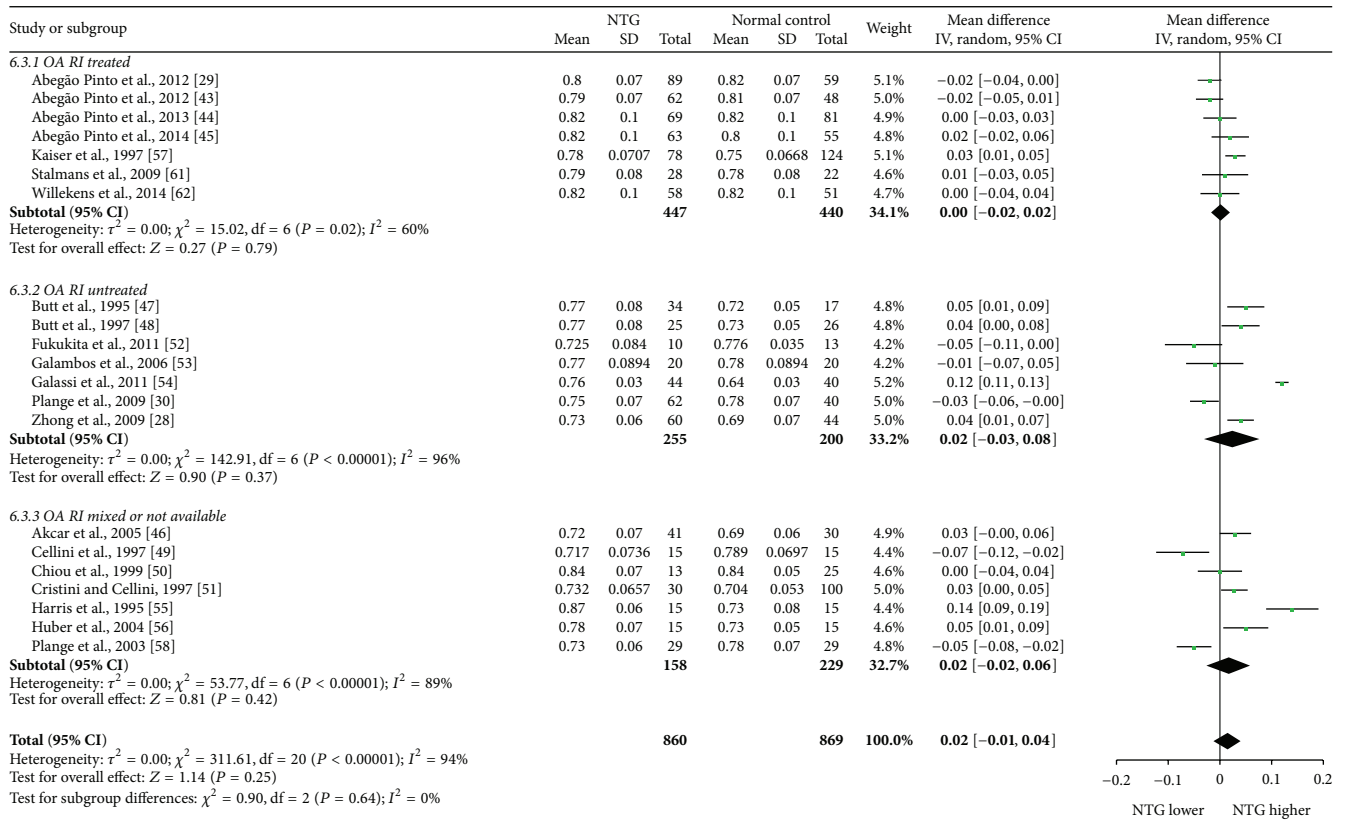 Study or subgroup NTG Normal control Weight Mean difference Mean difference
Mean SD Total Mean SD Total IV, random, 95% CI IV, random, 95% CI
6.3.1 OA RI treated
Abegão Pinto et al., 2012 [29] 0.8 0.07 89 0.82 0.07 59 5.1% −0.02 [−0.04, 0.00]
Abegão Pinto et al., 2012 [43] 0.79 0.07 62 0.81 0.07 48 5.0% −0.02 [−0.05, 0.01]
Abegão Pinto et al., 2013 [44] 0.82 0.1 69 0.82 0.1 81 4.9% 0.00 [−0.03, 0.03]
Abegão Pinto et al., 2014 [45] 0.82 0.1 63 0.8 0.1 55 4.8% 0.02 [−0.02, 0.06]
Kaiser et al., 1997 [57] 0.78 0.0707 78 0.75 0.0668 124 5.1% 0.03 [0.01, 0.05]
Stalmans et al., 2009 [61] 0.79 0.08 28 0.78 0.08 22 4.6% 0.01 [−0.03, 0.05]
Willekens et al., 2014 [62] 0.82 0.1 58 0.82 0.1 51 4.7% 0.00 [−0.04, 0.04]
Subtotal (95% CI) 447 440 34.1% 0.00 [−0.02, 0.02]
Heterogeneity: τ² = 0.00; χ² = 15.02, df = 6 (P = 0.02); I² = 60%
Test for overall effect: Z = 0.27 (P = 0.79)
6.3.2 OA RI untreated
Butt et al., 1995 [47] 0.77 0.08 34 0.72 0.05 17 4.8% 0.05 [0.01, 0.09]
Butt et al., 1997 [48] 0.77 0.08 25 0.73 0.05 26 4.8% 0.04 [0.00, 0.08]
Fukukita et al., 2011 [52] 0.725 0.084 10 0.776 0.035 13 4.2% −0.05 [−0.11, 0.00]
Galambos et al., 2006 [53] 0.77 0.0894 20 0.78 0.0894 20 4.2% −0.01 [−0.07, 0.05]
Galassi et al., 2011 [54] 0.76 0.03 44 0.64 0.03 40 5.2% 0.12 [0.11, 0.13]
Plange et al., 2009 [30] 0.75 0.07 62 0.78 0.07 40 5.0% −0.03 [−0.06, −0.00]
Zhong et al., 2009 [28] 0.73 0.06 60 0.69 0.07 44 5.0% 0.04 [0.01, 0.07]
Subtotal (95% CI) 255 200 33.2% 0.02 [−0.03, 0.08]
Heterogeneity: τ² = 0.00; χ² = 142.91, df = 6 (P < 0.00001); I² = 96%
Test for overall effect: Z = 0.90 (P = 0.37)
6.3.3 OA RI mixed or not available
Akcar et al., 2005 [46] 0.72 0.07 41 0.69 0.06 30 4.9% 0.03 [−0.00, 0.06]
Cellini et al., 1997 [49] 0.717 0.0736 15 0.789 0.0697 15 4.4% −0.07 [−0.12, −0.02]
Chiou et al., 1999 [50] 0.84 0.07 13 0.84 0.05 25 4.6% 0.00 [−0.04, 0.04]
Cristini and Cellini, 1997 [51] 0.732 0.0657 30 0.704 0.053 100 5.0% 0.03 [0.00, 0.05]
Harris et al., 1995 [55] 0.87 0.06 15 0.73 0.08 15 4.4% 0.14 [0.09, 0.19]
Huber et al., 2004 [56] 0.78 0.07 15 0.73 0.05 15 4.6% 0.05 [0.01, 0.09]
Plange et al., 2003 [58] 0.73 0.06 29 0.78 0.07 29 4.8% −0.05 [−0.08, −0.02]
Subtotal (95% CI) 158 229 32.7% 0.02 [−0.02, 0.06]
Heterogeneity: τ² = 0.00; χ² = 53.77, df = 6 (P < 0.00001); I² = 89%
Test for overall effect: Z = 0.81 (P = 0.42)
Total (95% CI) 860 869 100.0% 0.02 [−0.01, 0.04]
Heterogeneity: τ² = 0.00; χ² = 311.61, df = 20 (P < 0.00001); I² = 94%
Test for overall effect: Z = 1.14 (P = 0.25)
Test for subgroup differences: χ² = 0.90, df = 2 (P = 0.64); I² = 0%
−0.2 −0.1 0 0.1 0.2
NTG lower NTG higher